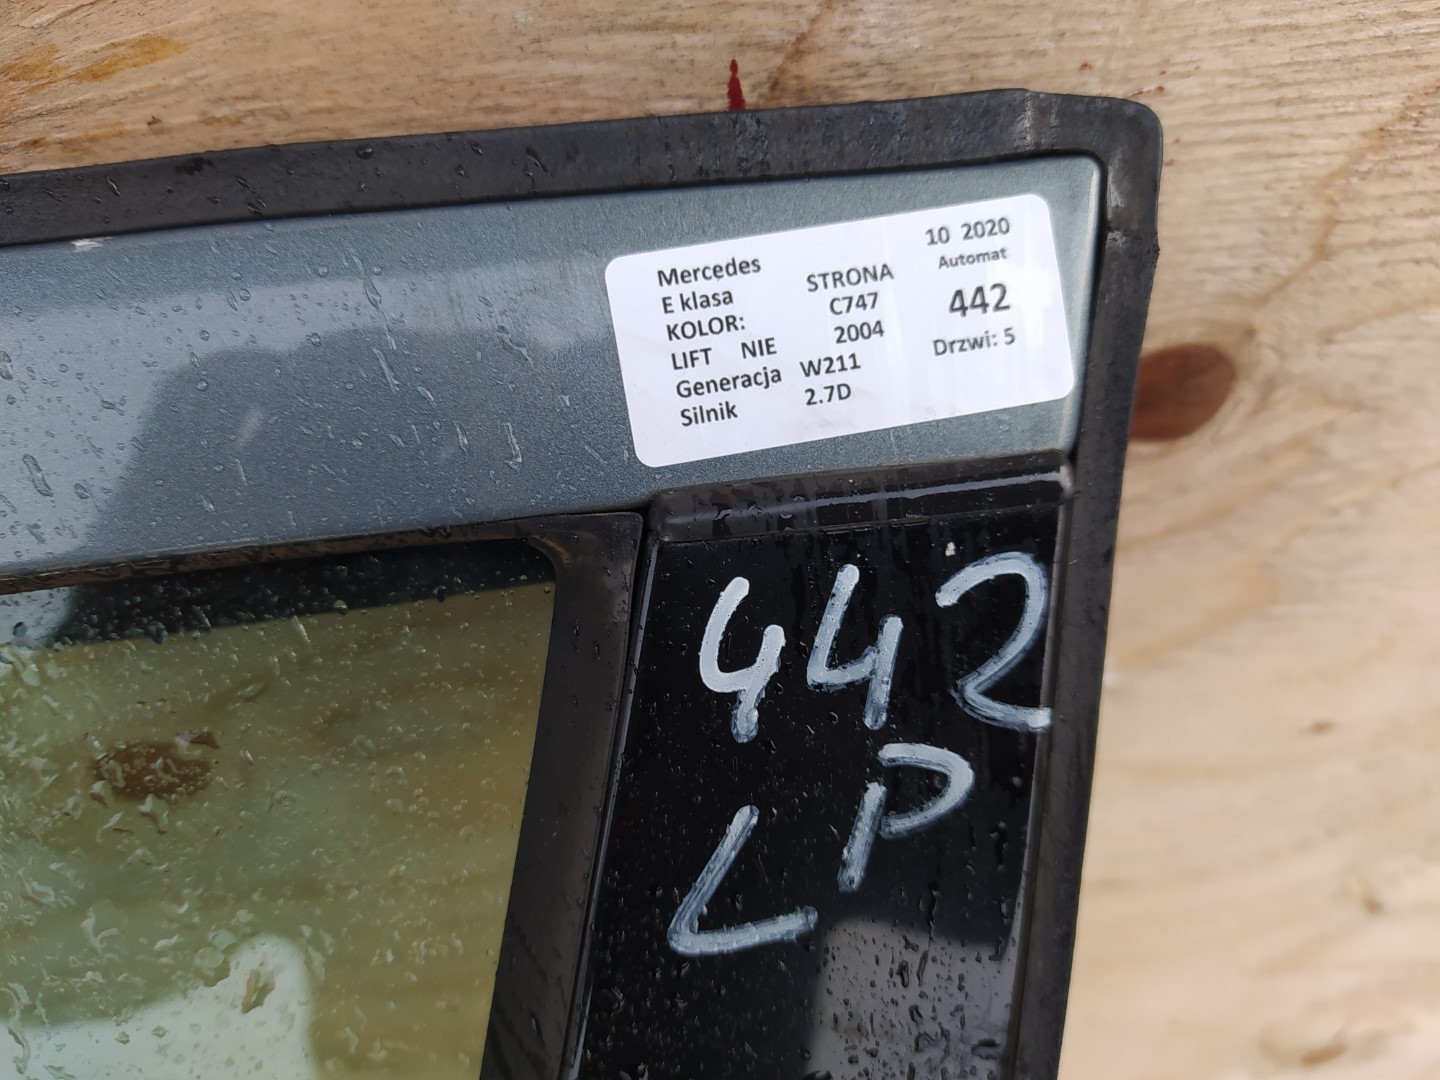 Mercedes 10 2020
E klasa STRONA Automat
KOLOR: C747 442
LIFT NIE 2004 Drzwi: 5
Generacja W211
Silnik 2.7D
442
L P